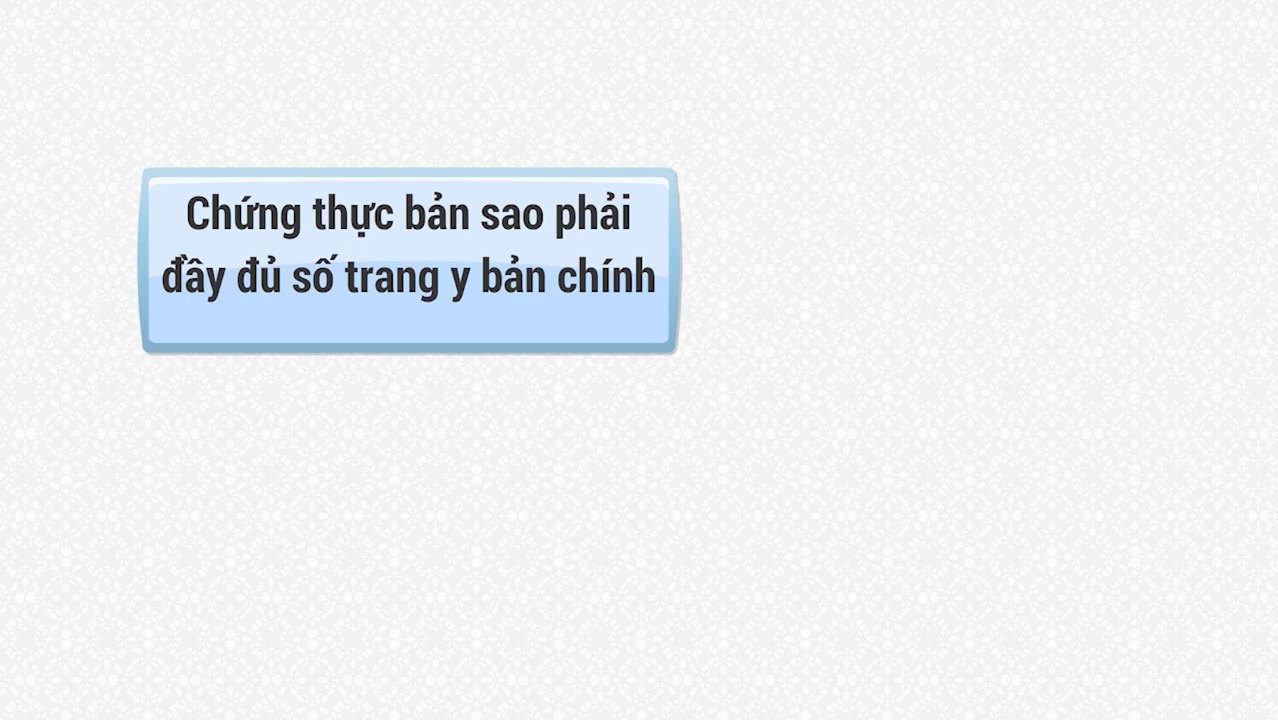 Chứng thực bản sao phải
đầy đủ số trang y bản chính